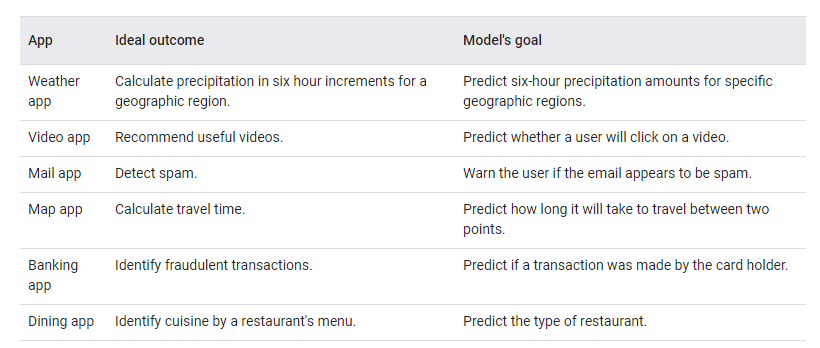 App Ideal outcome Model's goal
Weather app Calculate precipitation in six hour increments for a geographic region. Predict six-hour precipitation amounts for specific geographic regions.
Video app Recommend useful videos. Predict whether a user will click on a video.
Mail app Detect spam. Warn the user if the email appears to be spam.
Map app Calculate travel time. Predict how long it will take to travel between two points.
Banking app Identify fraudulent transactions. Predict if a transaction was made by the card holder.
Dining app Identify cuisine by a restaurant's menu. Predict the type of restaurant.